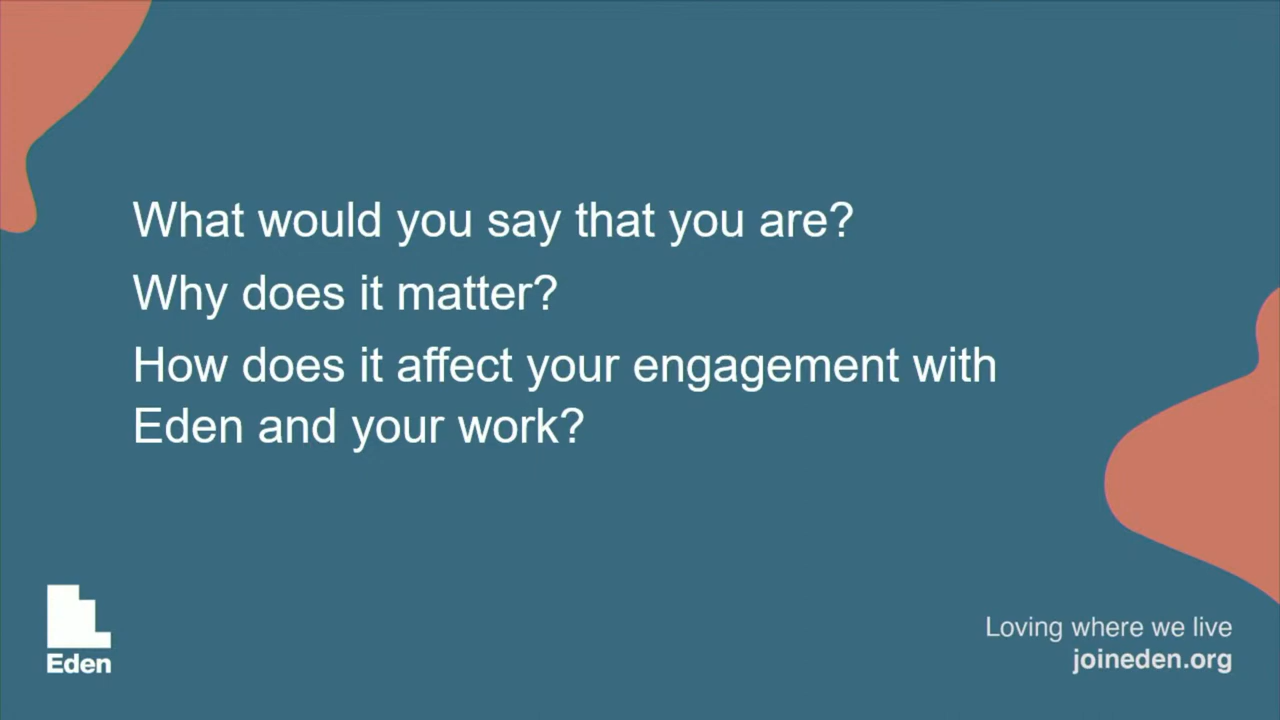 What would you say that you are?
Why does it matter?
How does it affect your engagement with
Eden and your work?
Eden
Loving where we live
joineden.org